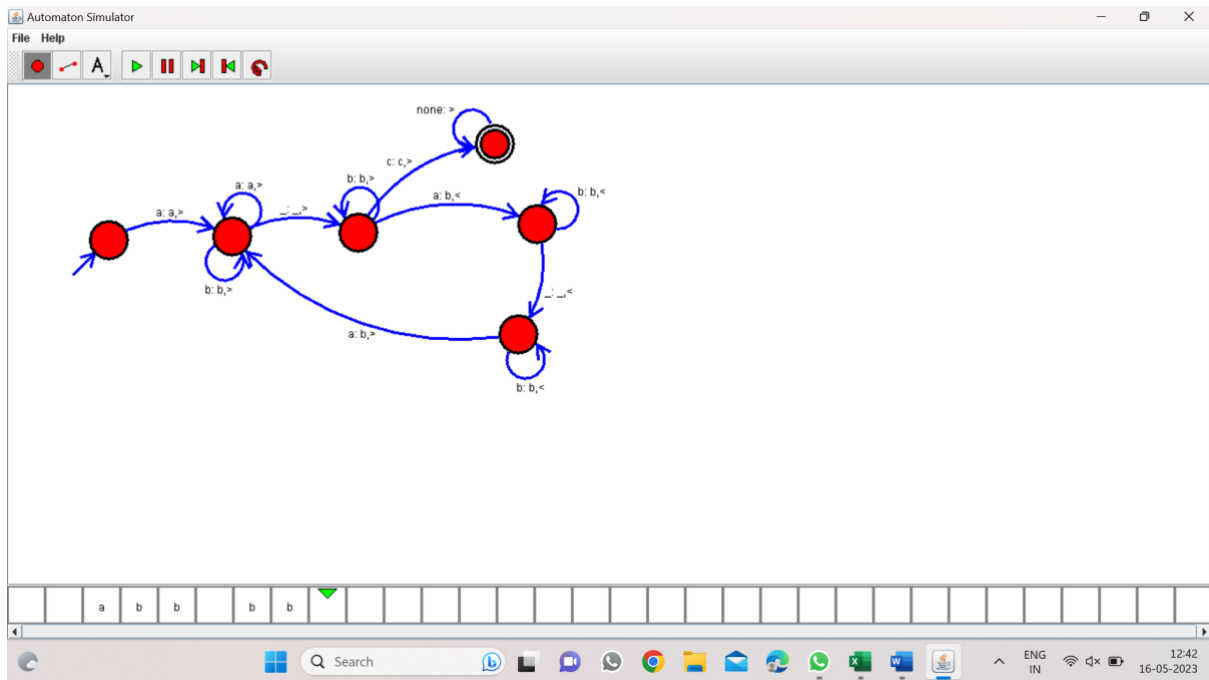 Automaton Simulator
File Help
A
none: >
c: c,>
b: b,<
b: b,>
a: a,>
a: b,<
_: _,>
a: a,>
b: b,>
_: _,<
a: b,>
b: b,<
a b b b b
Search
ENG
IN
12:42
16-05-2023